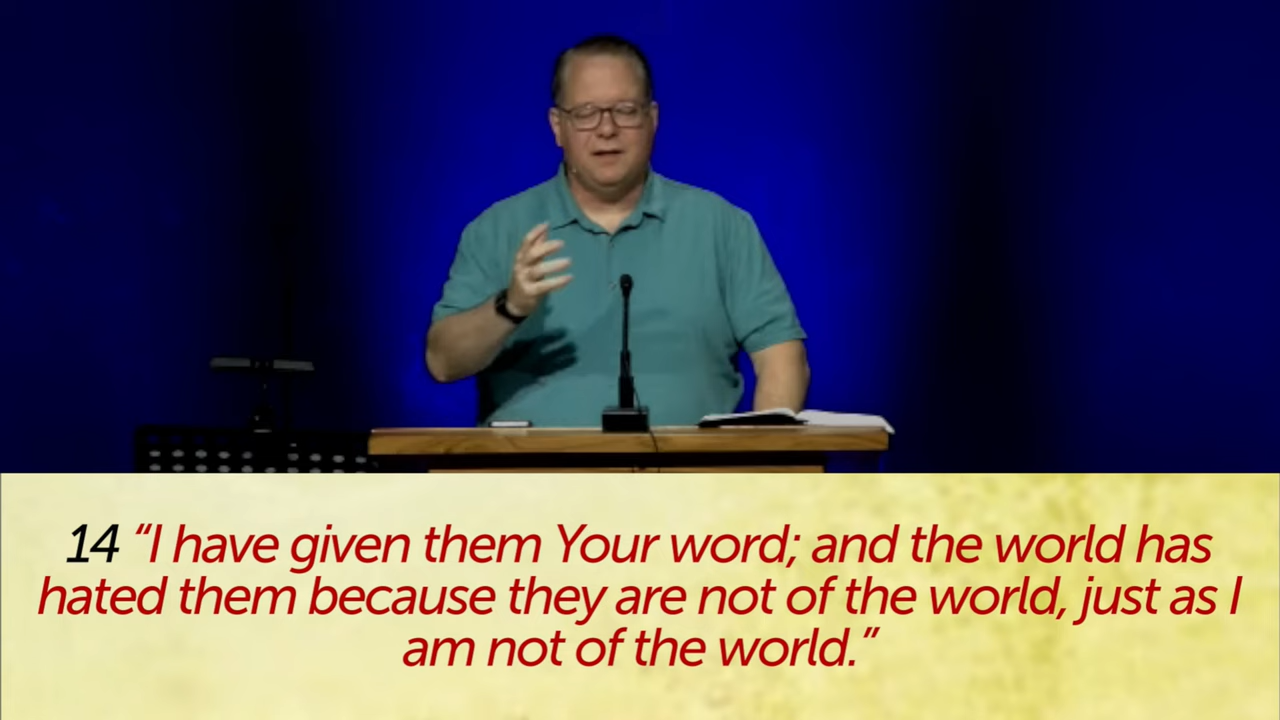 14 “I have given them Your word; and the world has
hated them because they are not of the world, just as I
am not of the world.”